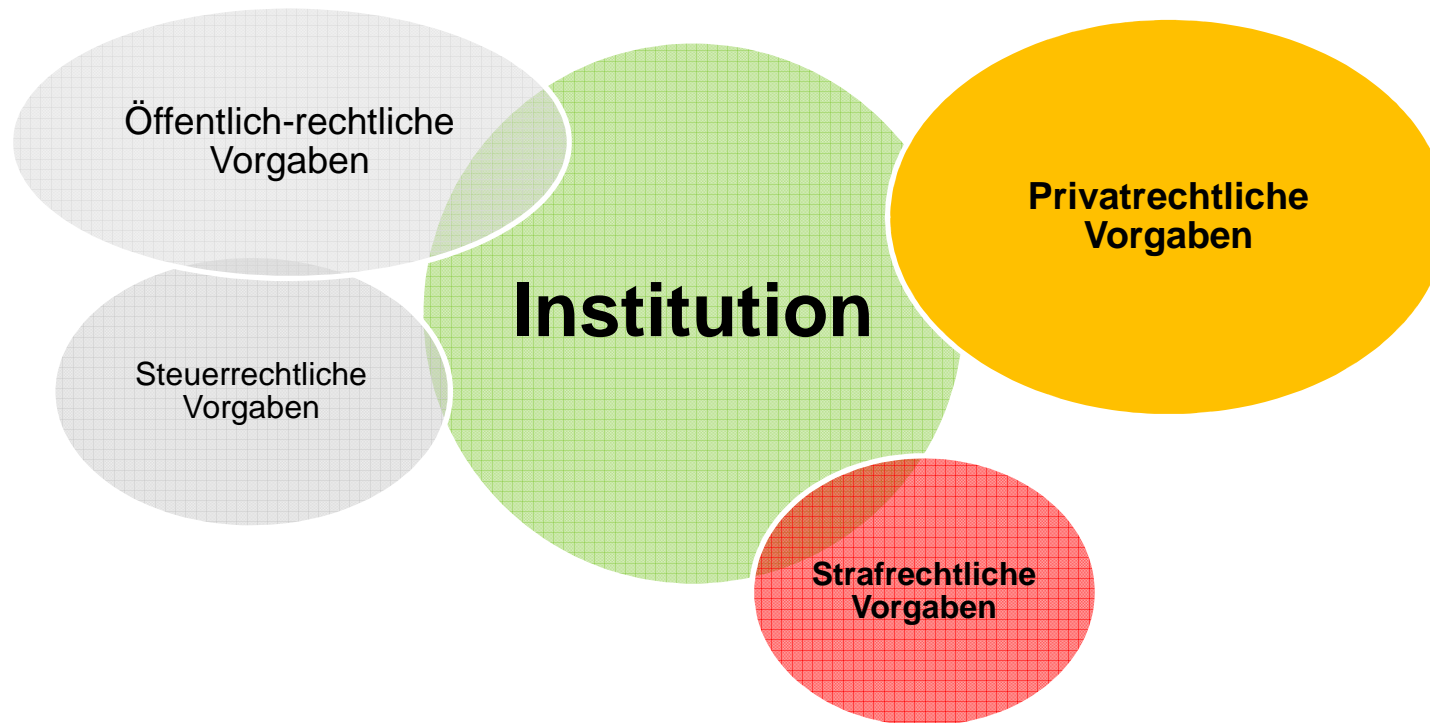 Öffentlich-rechtliche
Vorgaben
Privatrechtliche
Vorgaben
Institution
Steuerrechtliche
Vorgaben
Strafrechtliche
Vorgaben